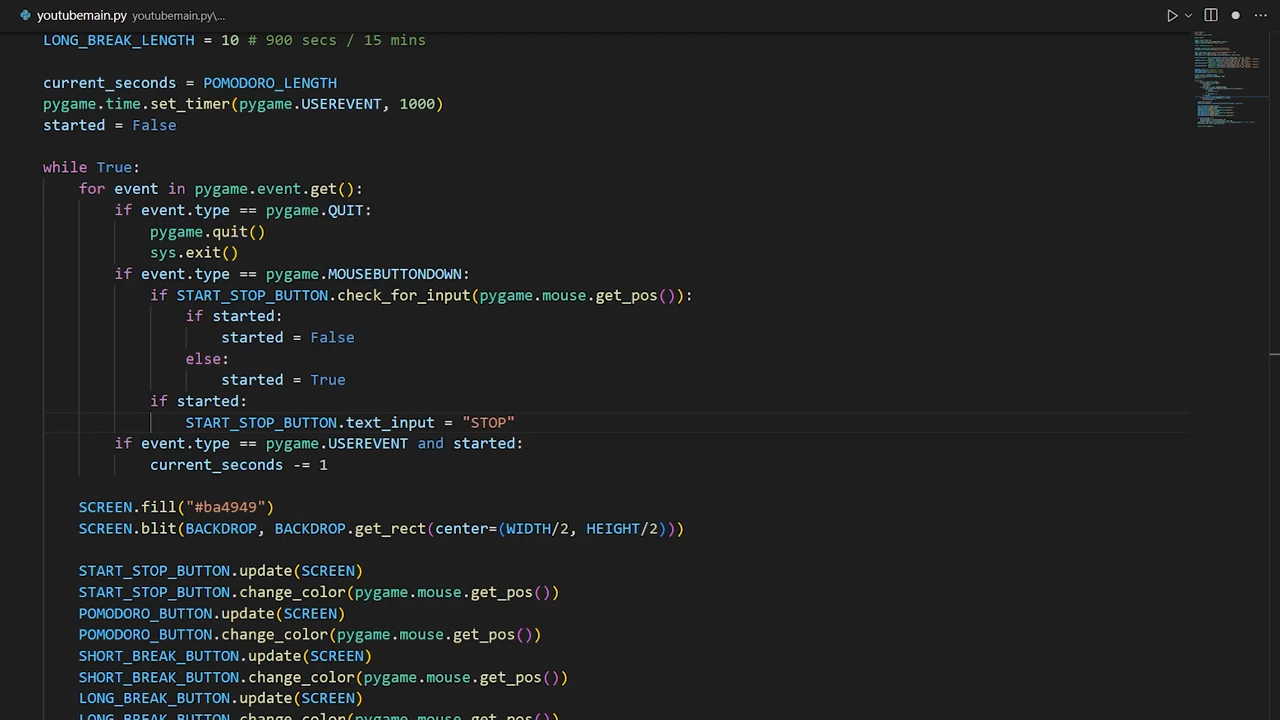 youtubemain.py youtubemain.py\...
LONG_BREAK_LENGTH = 10 # 900 secs / 15 mins
current_seconds = POMODORO_LENGTH
pygame.time.set_timer(pygame.USEREVENT, 1000)
started = False
while True:
for event in pygame.event.get():
if event.type == pygame.QUIT:
pygame.quit()
sys.exit()
if event.type == pygame.MOUSEBUTTONDOWN:
if START_STOP_BUTTON.check_for_input(pygame.mouse.get_pos()):
if started:
started = False
else:
started = True
if started:
START_STOP_BUTTON.text_input = "STOP"
if event.type == pygame.USEREVENT and started:
current_seconds -= 1
SCREEN.fill("#ba4949")
SCREEN.blit(BACKDROP, BACKDROP.get_rect(center=(WIDTH/2, HEIGHT/2)))
START_STOP_BUTTON.update(SCREEN)
START_STOP_BUTTON.change_color(pygame.mouse.get_pos())
POMODORO_BUTTON.update(SCREEN)
POMODORO_BUTTON.change_color(pygame.mouse.get_pos())
SHORT_BREAK_BUTTON.update(SCREEN)
SHORT_BREAK_BUTTON.change_color(pygame.mouse.get_pos())
LONG_BREAK_BUTTON.update(SCREEN)
LONG_BREAK_BUTTON.change_color(pygame.mouse.get_pos())